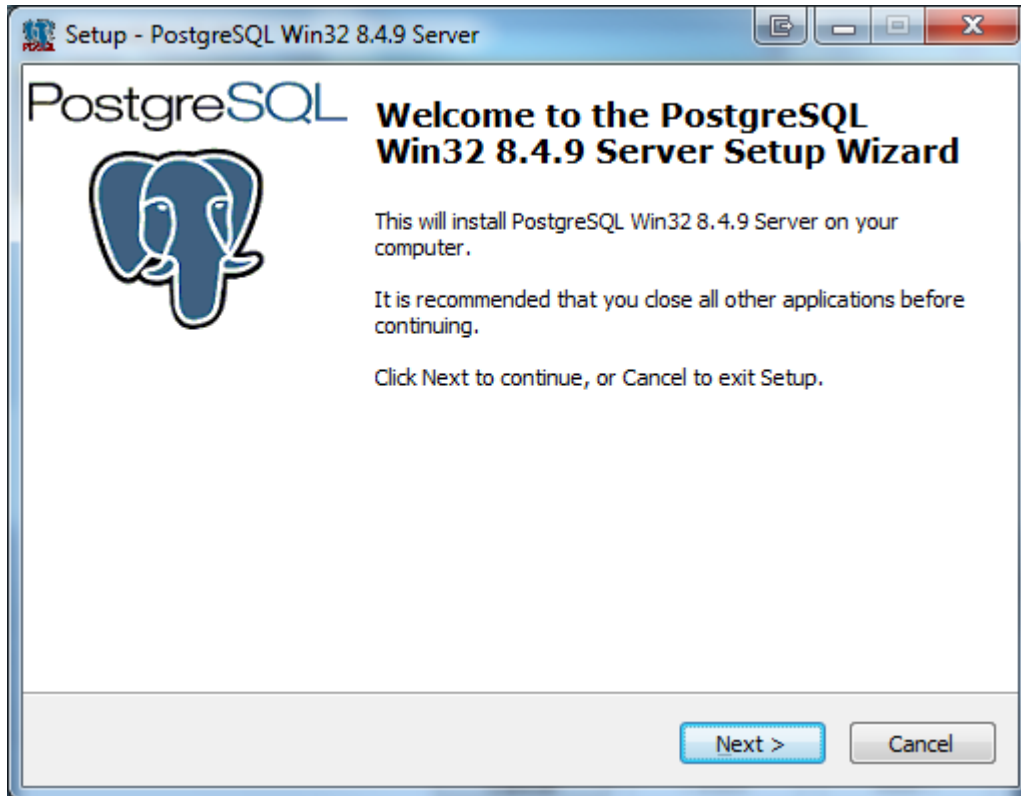 Setup - PostgreSQL Win32 8.4.9 Server
PostgreSQL
Welcome to the PostgreSQL
Win32 8.4.9 Server Setup Wizard
This will install PostgreSQL Win32 8.4.9 Server on your
computer.
It is recommended that you close all other applications before
continuing.
Click Next to continue, or Cancel to exit Setup.
Next >
Cancel